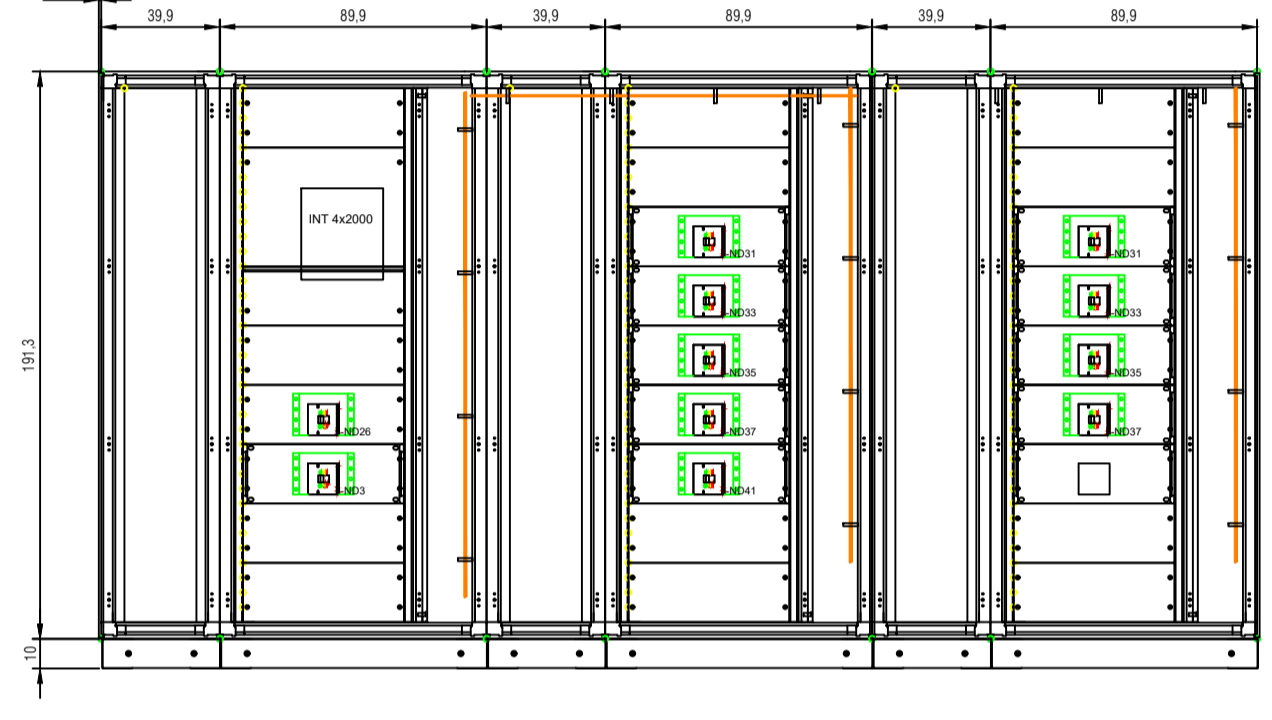 39,9 89,9 39,9 89,9 39,9 89,9
INT 4x2000
-ND31 -ND31
-ND33 -ND33
191,3
-ND35 -ND35
-ND26 -ND37 -ND37
-ND3 -ND41
10